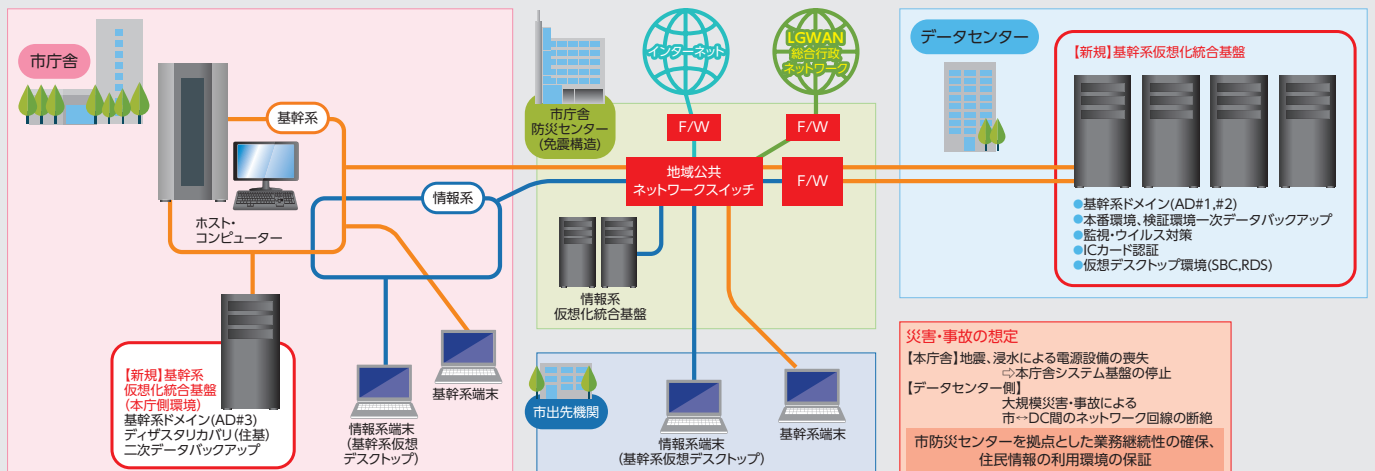 市庁舎
基幹系
情報系
ホスト・
コンピューター
【新規】基幹系
仮想化統合基盤
(本庁側環境)
基幹系ドメイン(AD#3)
ディザスタリカバリ(住基)
二次データバックアップ
情報系端末
(基幹系仮想
デスクトップ)
基幹系端末
市庁舎
防災センター
(免震構造)
インターネット
LGWAN
総合行政
ネットワーク
F/W
F/W
地域公共
ネットワークスイッチ
F/W
情報系
仮想化統合基盤
市出先機関
情報系端末
(基幹系仮想デスクトップ)
基幹系端末
データセンター
【新規】基幹系仮想化統合基盤
●基幹系ドメイン(AD#1,#2)
●本番環境、検証環境一次データバックアップ
●監視・ウイルス対策
●ICカード認証
●仮想デスクトップ環境(SBC,RDS)
災害・事故の想定
【本庁舎】地震、浸水による電源設備の喪失
⇨本庁舎システム基盤の停止
【データセンター側】
大規模災害・事故による
市↔DC間のネットワーク回線の断絶
市防災センターを拠点とした業務継続性の確保、
住民情報の利用環境の保証